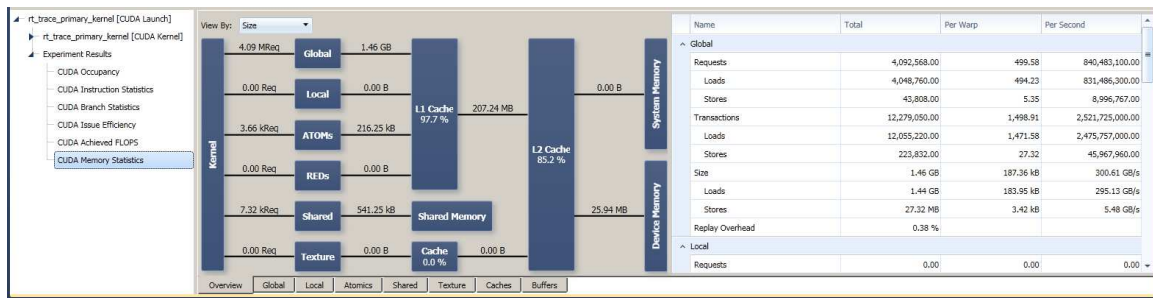 rt_trace_primary_kernel [CUDA Launch]
rt_trace_primary_kernel [CUDA Kernel]
Experiment Results
CUDA Occupancy
CUDA Instruction Statistics
CUDA Branch Statistics
CUDA Issue Efficiency
CUDA Achieved FLOPS
CUDA Memory Statistics
View By: Size
Kernel
4.09 MReq
Global
1.46 GB
0.00 Req
Local
0.00 B
3.66 kReq
ATOMs
216.25 kB
0.00 Req
REDs
0.00 B
7.32 kReq
Shared
541.25 kB
Shared Memory
0.00 Req
Texture
0.00 B
Cache
0.0 %
0.00 B
L1 Cache
97.7 %
207.24 MB
L2 Cache
85.2 %
0.00 B
System Memory
25.94 MB
Device Memory
Overview Global Local Atomics Shared Texture Caches Buffers
Name Total Per Warp Per Second
Global
Requests 4,092,568.00 499.58 840,483,100.00
Loads 4,048,760.00 494.23 831,486,300.00
Stores 43,808.00 5.35 8,996,767.00
Transactions 12,279,050.00 1,498.91 2,521,725,000.00
Loads 12,055,220.00 1,471.58 2,475,757,000.00
Stores 223,832.00 27.32 45,967,960.00
Size 1.46 GB 187.36 kB 300.61 GB/s
Loads 1.44 GB 183.95 kB 295.13 GB/s
Stores 27.32 MB 3.42 kB 5.48 GB/s
Replay Overhead 0.38 %
Local
Requests 0.00 0.00 0.00